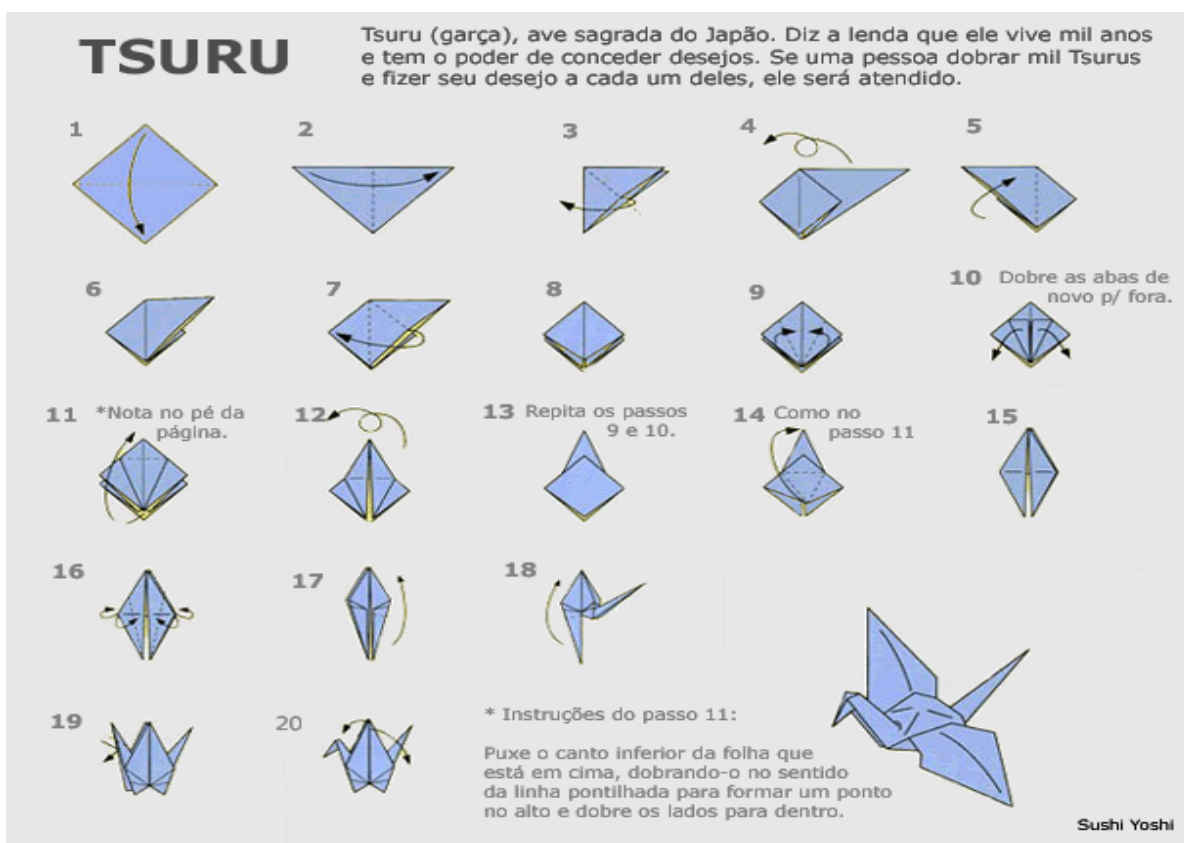 TSURU
Tsuru (garça), ave sagrada do Japão. Diz a lenda que ele vive mil anos
e tem o poder de conceder desejos. Se uma pessoa dobrar mil Tsurus
e fizer seu desejo a cada um deles, ele será atendido.
1
2
3
4
5
6
7
8
9
10 Dobre as abas de
novo p/ fora.
11 *Nota no pé da
página.
12
13 Repita os passos
9 e 10.
14 Como no
passo 11
15
16
17
18
19
20
* Instruções do passo 11:
Puxe o canto inferior da folha que
está em cima, dobrando-o no sentido
da linha pontilhada para formar um ponto
no alto e dobre os lados para dentro.
Sushi Yoshi